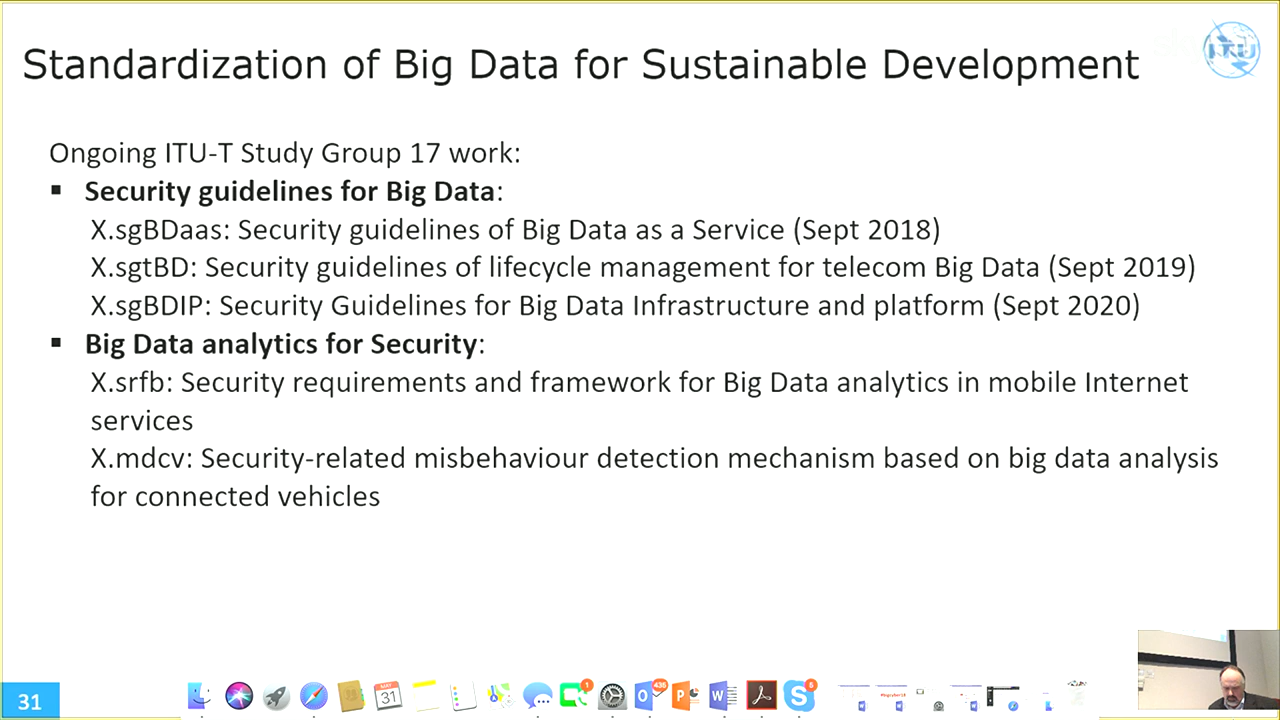 Standardization of Big Data for Sustainable Development
ITU
Ongoing ITU-T Study Group 17 work:
▪ Security guidelines for Big Data:
X.sgBDaas: Security guidelines of Big Data as a Service (Sept 2018)
X.sgtBD: Security guidelines of lifecycle management for telecom Big Data (Sept 2019)
X.sgBDIP: Security Guidelines for Big Data Infrastructure and platform (Sept 2020)
▪ Big Data analytics for Security:
X.srfb: Security requirements and framework for Big Data analytics in mobile Internet
services
X.mdcv: Security-related misbehaviour detection mechanism based on big data analysis
for connected vehicles
31
31
1